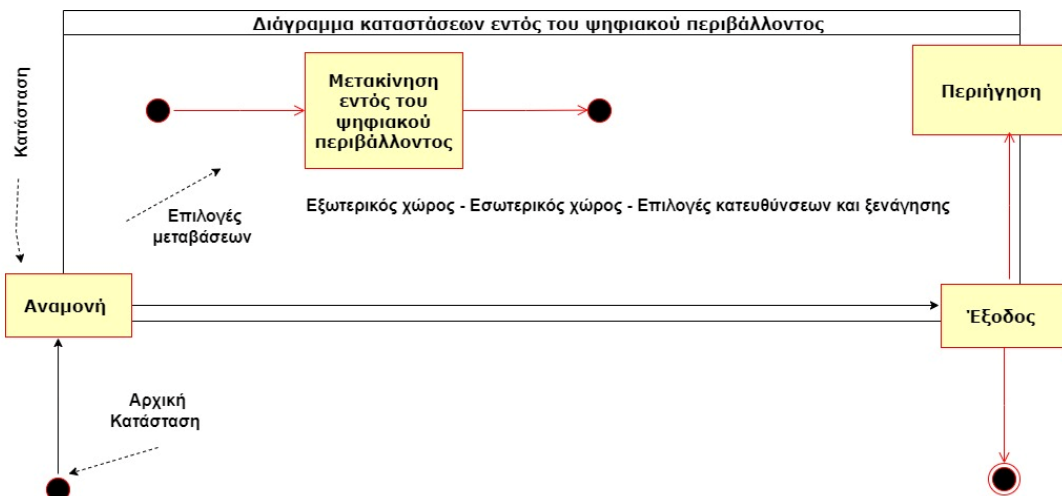 Διάγραμμα καταστάσεων εντός του ψηφιακού περιβάλλοντος
Κατάσταση
Μετακίνηση
εντός του
ψηφιακού
περιβάλλοντος
Περιήγηση
Επιλογές
μεταβάσεων
Εξωτερικός χώρος - Εσωτερικός χώρος - Επιλογές κατευθύνσεων και ξενάγησης
Αναμονή
Έξοδος
Αρχική
Κατάσταση